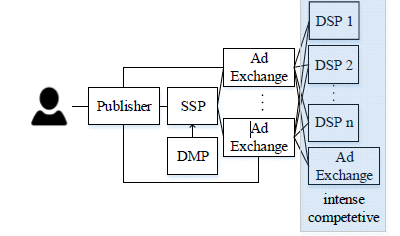 DSP 1
Ad
Exchange
DSP 2
Publisher
SSP
DSP n
Ad
Exchange
DMP
Ad
Exchange
intense
competetive